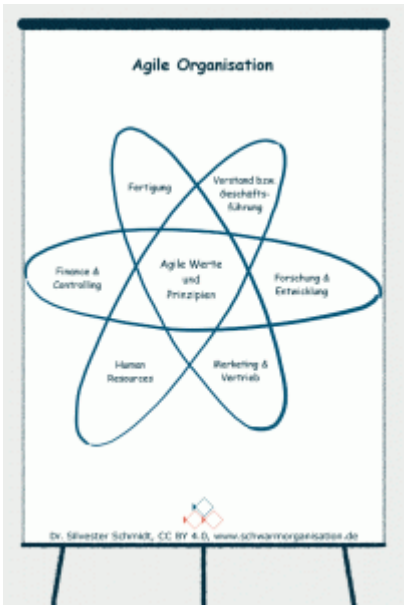 Agile Organisation
Fertigung
Vorstand bzw.
Geschäfts-
führung
Finance &
Controlling
Agile Werte
und
Prinzipien
Forschung &
Entwicklung
Human
Resources
Marketing &
Vertrieb
Dr. Silvester Schmidt, CC BY 4.0, www.schwarmorganisation.de